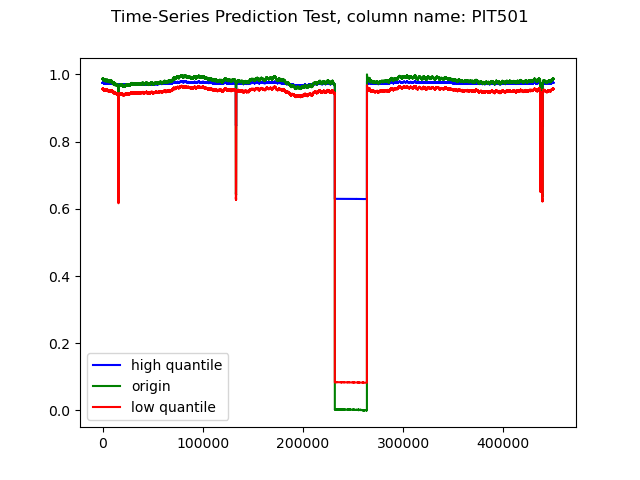 Time-Series Prediction Test, column name: PIT501
1.0
0.8
0.6
0.4
0.2
0.0
high quantile
origin
low quantile
0 100000 200000 300000 400000